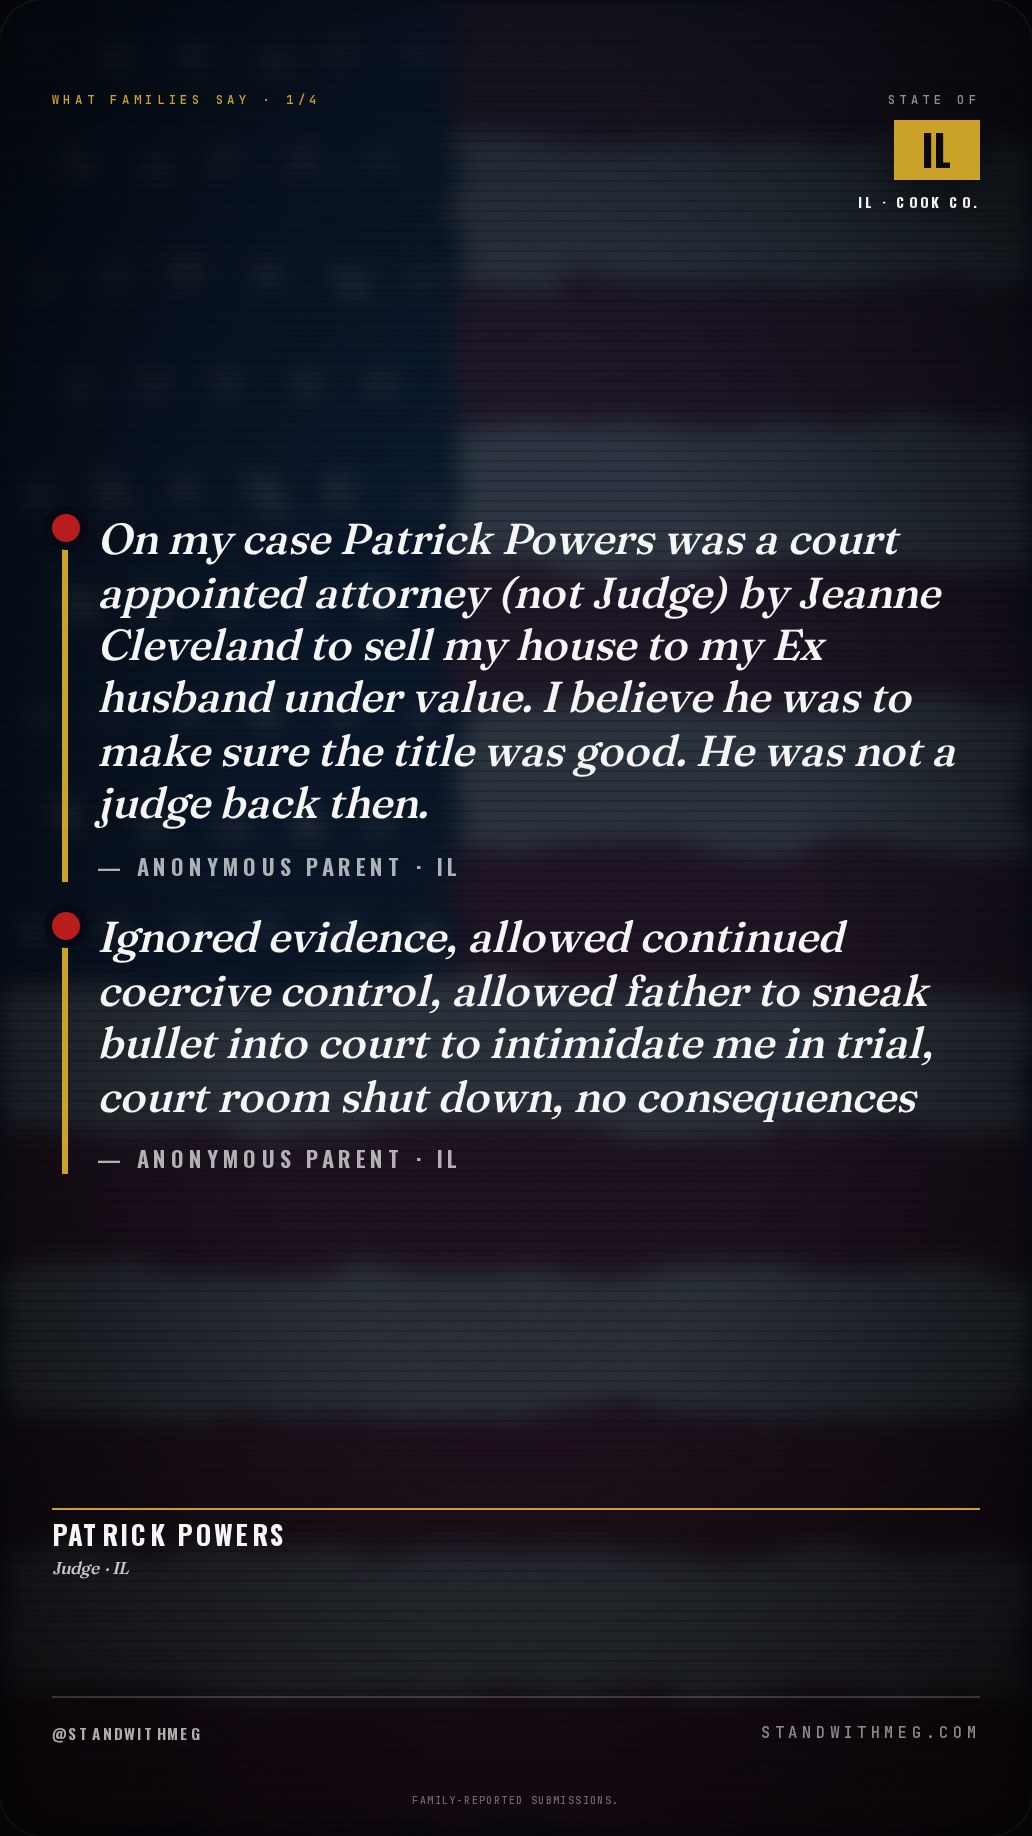 WHAT FAMILIES SAY · 1/4
STATE OF
IL
IL · COOK CO.
On my case Patrick Powers was a court
appointed attorney (not Judge) by Jeanne
Cleveland to sell my house to my Ex
husband under value. I believe he was to
make sure the title was good. He was not a
judge back then.
— ANONYMOUS PARENT · IL
Ignored evidence, allowed continued
coercive control, allowed father to sneak
bullet into court to intimidate me in trial,
court room shut down, no consequences
— ANONYMOUS PARENT · IL
PATRICK POWERS
Judge · IL
@STANDWITHMEG
STANDWITHMEG.COM
FAMILY-REPORTED SUBMISSIONS.